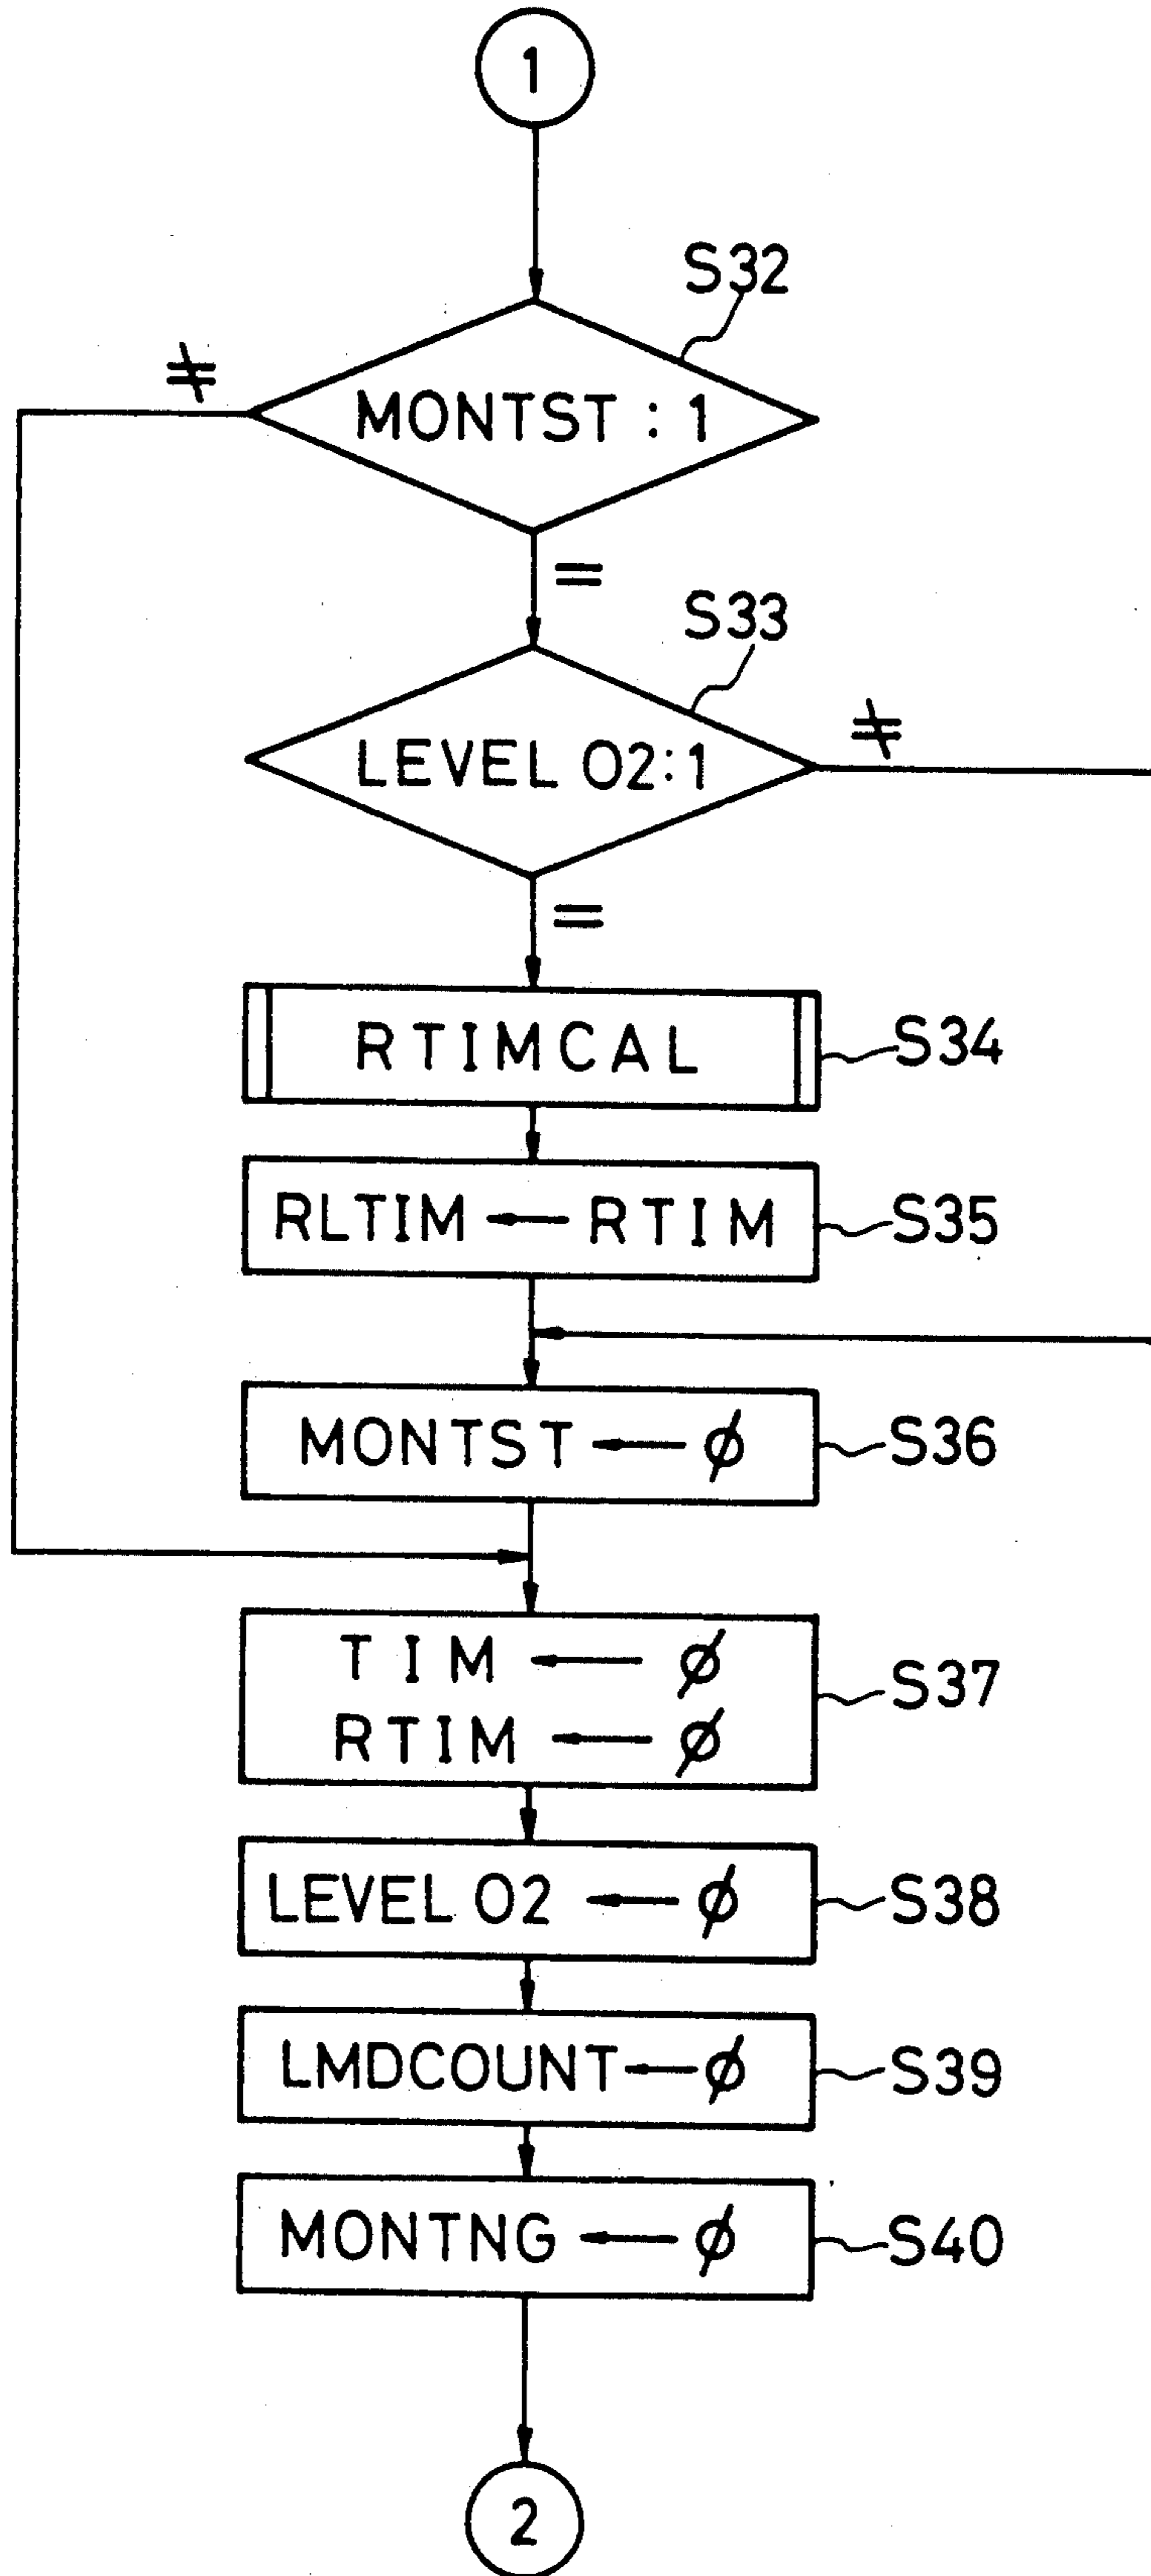 1
S32
≠
MONTST : 1
=
S33
≠
LEVEL O2:1
=
RTIMCAL
S34
RLTIM ← RTIM
S35
MONTST ← ϕ
S36
TIM ← ϕ
RTIM ← ϕ
S37
LEVEL O2 ← ϕ
S38
LMDCOUNT ← ϕ
S39
MONTNG ← ϕ
S40
2